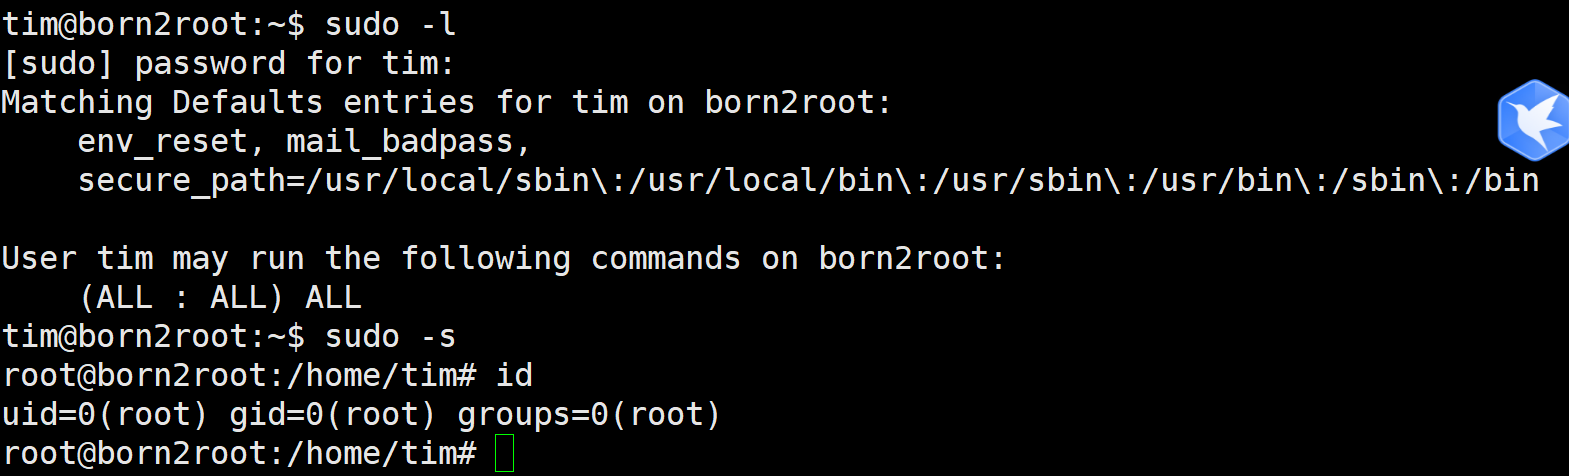 tim@born2root:~$ sudo -l
[sudo] password for tim:
Matching Defaults entries for tim on born2root:
    env_reset, mail_badpass,
    secure_path=/usr/local/sbin\:/usr/local/bin\:/usr/sbin\:/usr/bin\:/sbin\:/bin

User tim may run the following commands on born2root:
    (ALL : ALL) ALL
tim@born2root:~$ sudo -s
root@born2root:/home/tim# id
uid=0(root) gid=0(root) groups=0(root)
root@born2root:/home/tim#